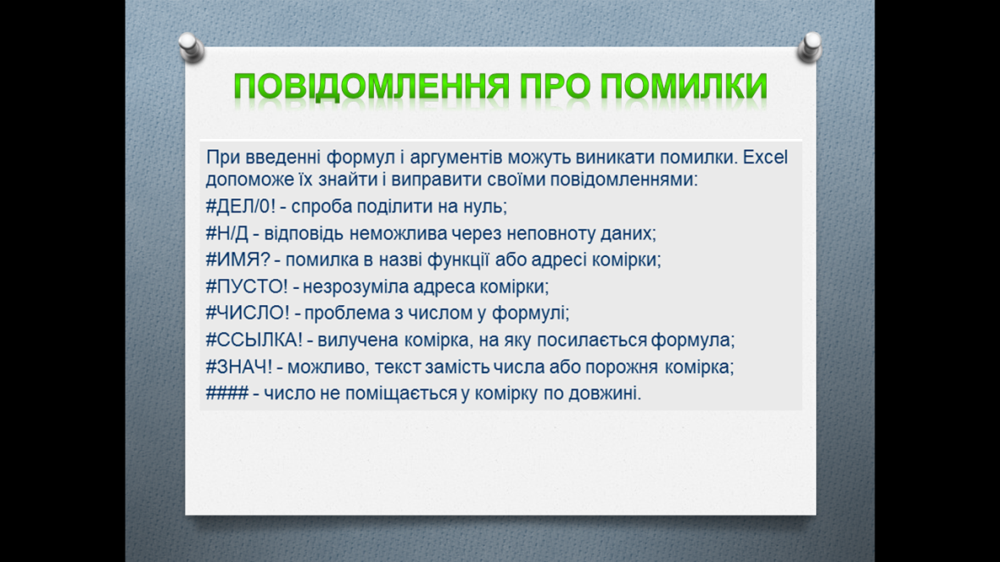 ПОВІДОМЛЕННЯ ПРО ПОМИЛКИ
При введенні формул і аргументів можуть виникати помилки. Excel
допоможе їх знайти і виправити своїми повідомленнями:
#ДЕЛ/0! - спроба поділити на нуль;
#Н/Д - відповідь неможлива через неповноту даних;
#ИМЯ? - помилка в назві функції або адресі комірки;
#ПУСТО! - незрозуміла адреса комірки;
#ЧИСЛО! - проблема з числом у формулі;
#ССЫЛКА! - вилучена комірка, на яку посилається формула;
#ЗНАЧ! - можливо, текст замість числа або порожня комірка;
#### - число не поміщається у комірку по довжині.